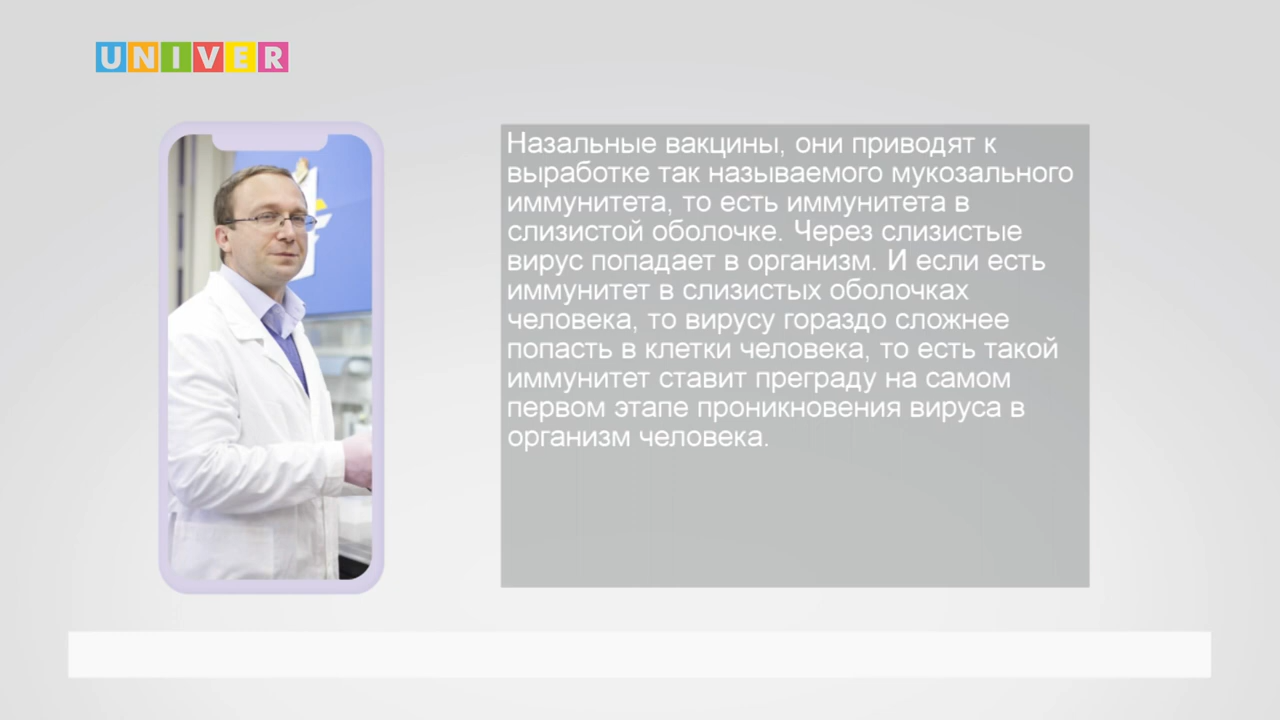 UNIVER
Назальные вакцины, они приводят к
выработке так называемого мукозального
иммунитета, то есть иммунитета в
слизистой оболочке. Через слизистые
вирус попадает в организм. И если есть
иммунитет в слизистых оболочках
человека, то вирусу гораздо сложнее
попасть в клетки человека, то есть такой
иммунитет ставит преграду на самом
первом этапе проникновения вируса в
организм человека.